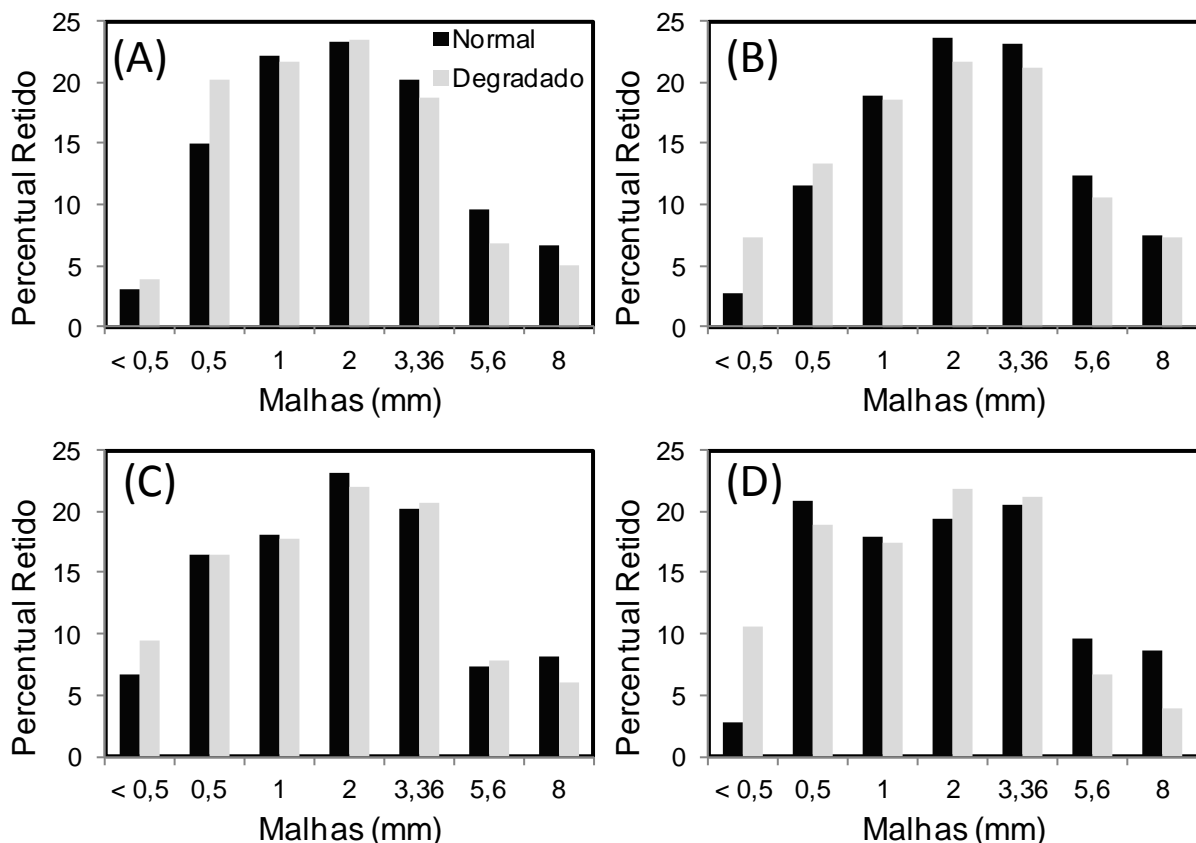 (A)
Normal
Degradado
Percentual Retido
25
20
15
10
5
0
< 0,5 0,5 1 2 3,36 5,6 8
Malhas (mm)
(B)
Percentual Retido
25
20
15
10
5
0
< 0,5 0,5 1 2 3,36 5,6 8
Malhas (mm)
(C)
Percentual Retido
25
20
15
10
5
0
< 0,5 0,5 1 2 3,36 5,6 8
Malhas (mm)
(D)
Percentual Retido
25
20
15
10
5
0
< 0,5 0,5 1 2 3,36 5,6 8
Malhas (mm)